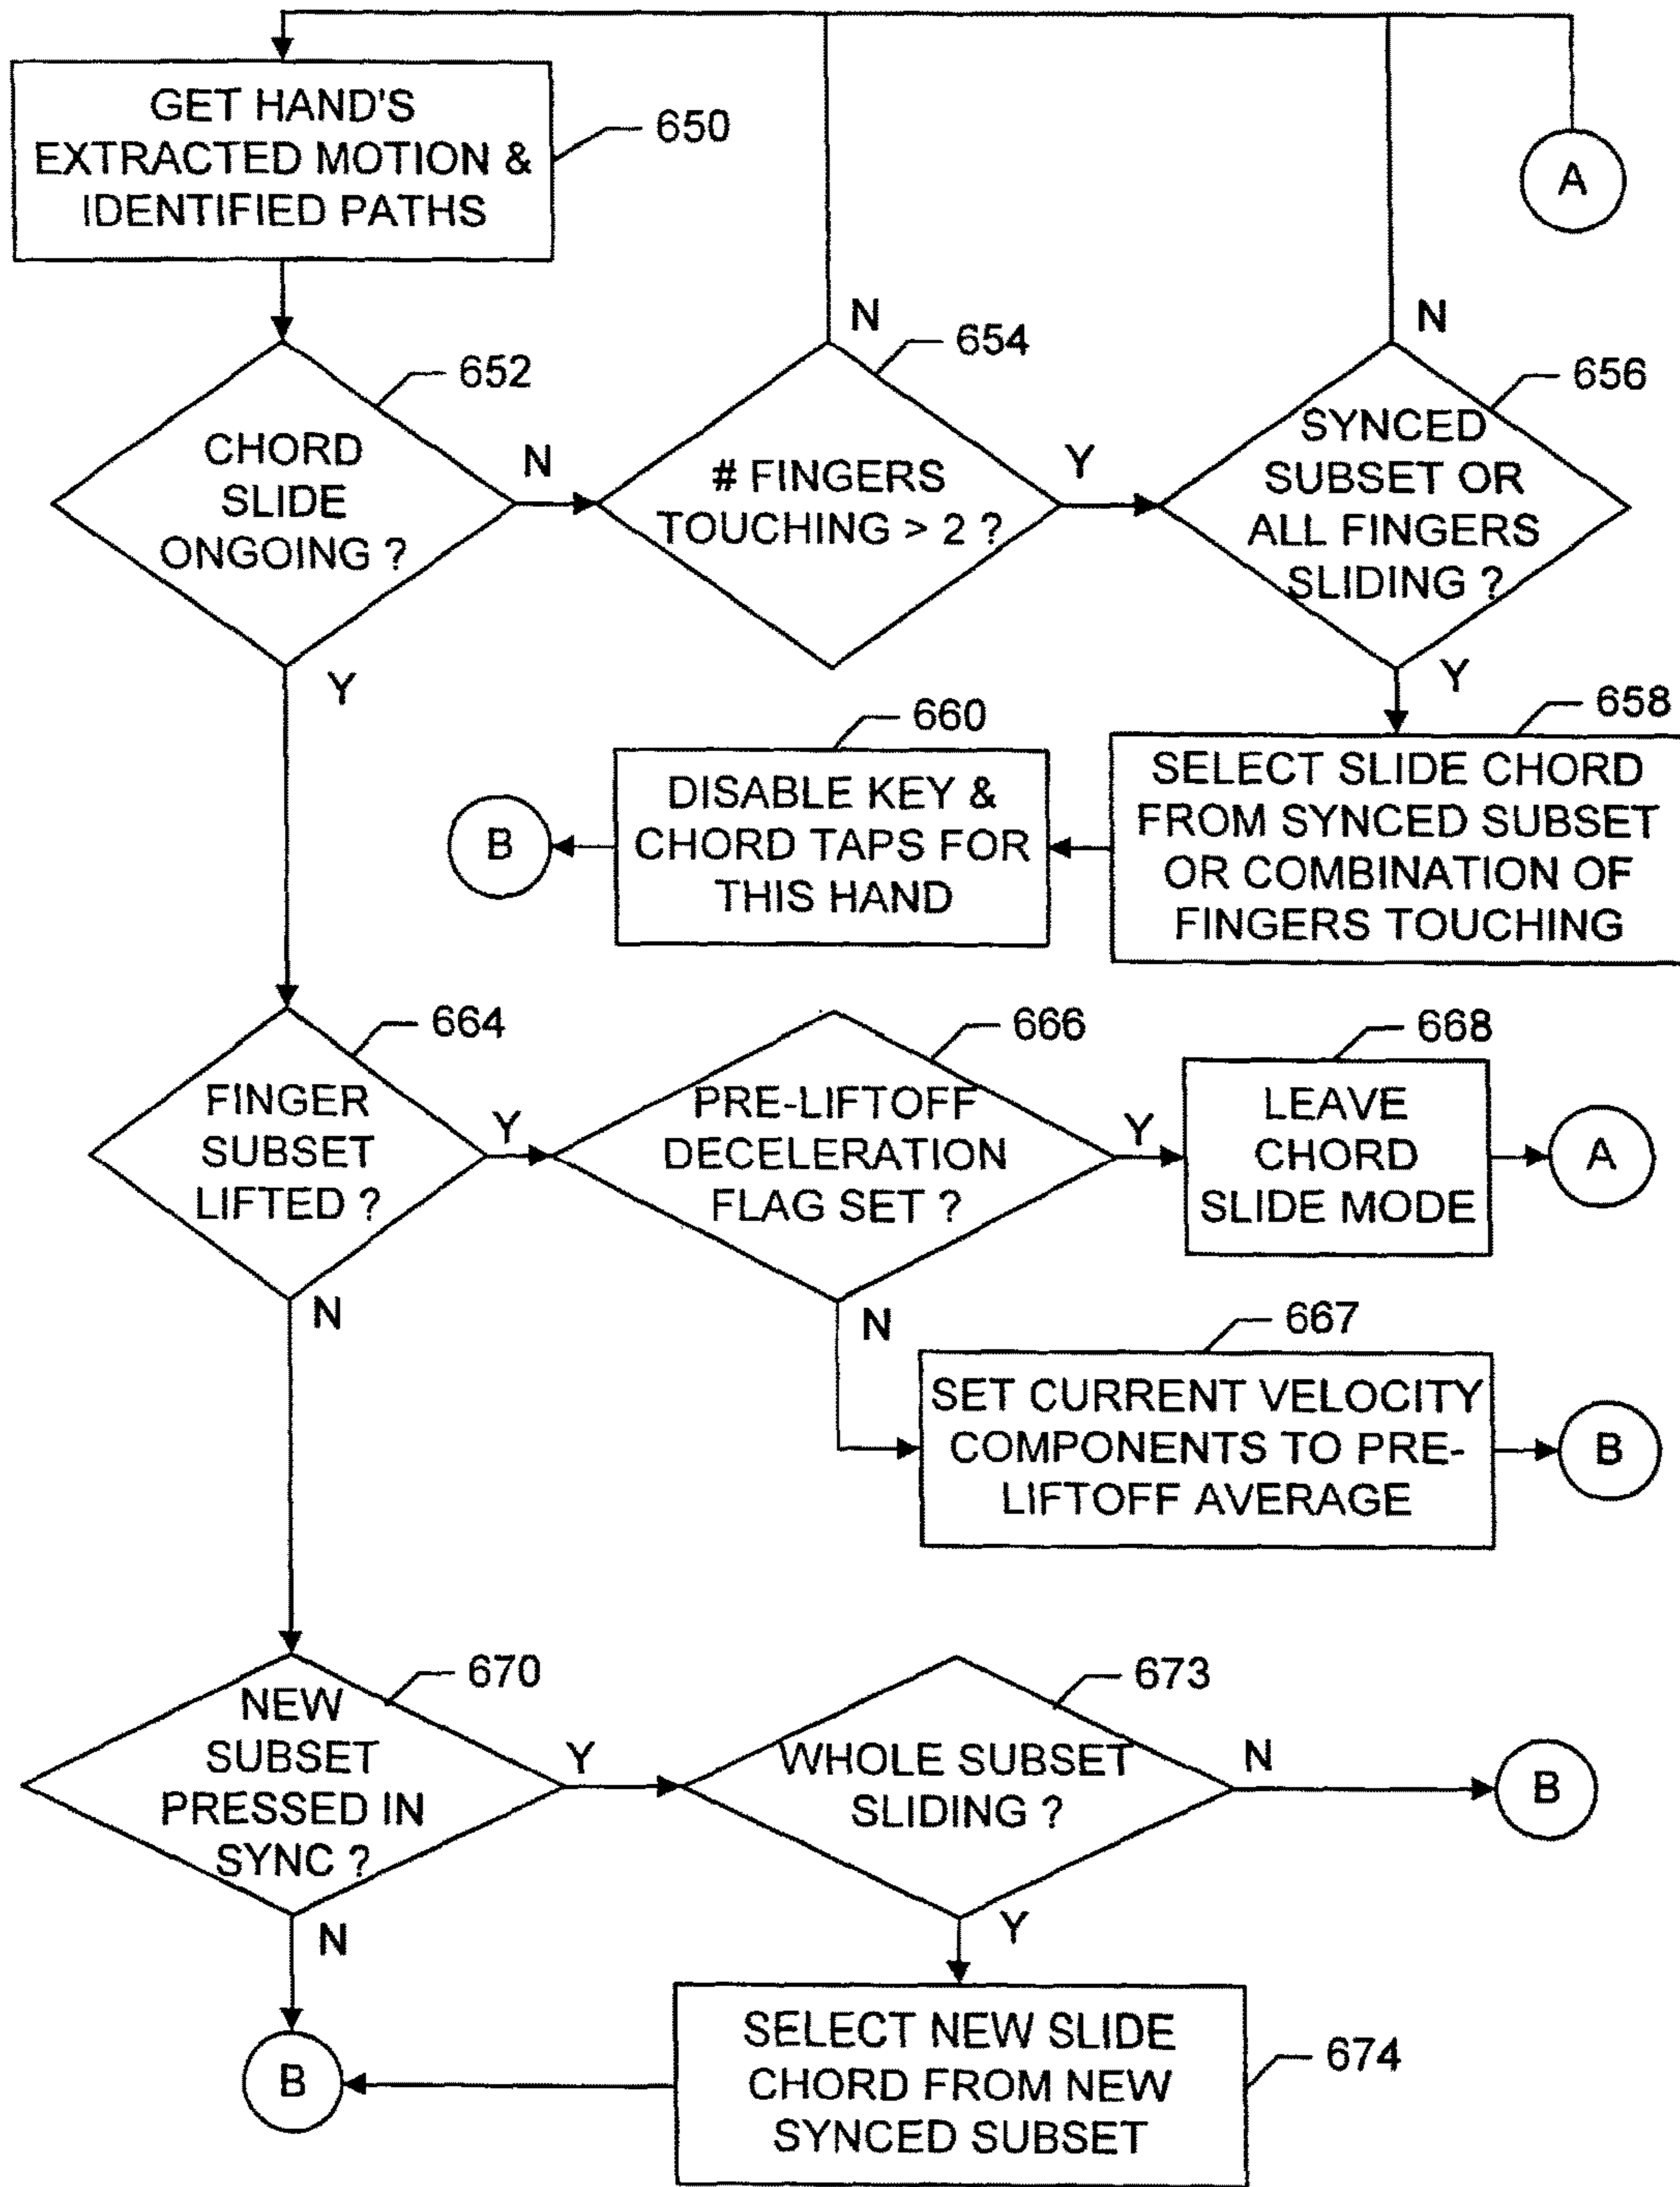 GET HAND'S
EXTRACTED MOTION &
IDENTIFIED PATHS
650
A
CHORD
SLIDE
ONGOING ?
652
N
Y
# FINGERS
TOUCHING > 2 ?
654
N
Y
SYNCED
SUBSET OR
ALL FINGERS
SLIDING ?
656
N
Y
SELECT SLIDE CHORD
FROM SYNCED SUBSET
OR COMBINATION OF
FINGERS TOUCHING
658
DISABLE KEY &
CHORD TAPS FOR
THIS HAND
660
B
FINGER
SUBSET
LIFTED ?
664
Y
N
PRE-LIFTOFF
DECELERATION
FLAG SET ?
666
Y
N
LEAVE
CHORD
SLIDE MODE
668
A
SET CURRENT VELOCITY
COMPONENTS TO PRE-
LIFTOFF AVERAGE
667
B
NEW
SUBSET
PRESSED IN
SYNC ?
670
Y
N
WHOLE SUBSET
SLIDING ?
673
N
Y
B
SELECT NEW SLIDE
CHORD FROM NEW
SYNCED SUBSET
674
B